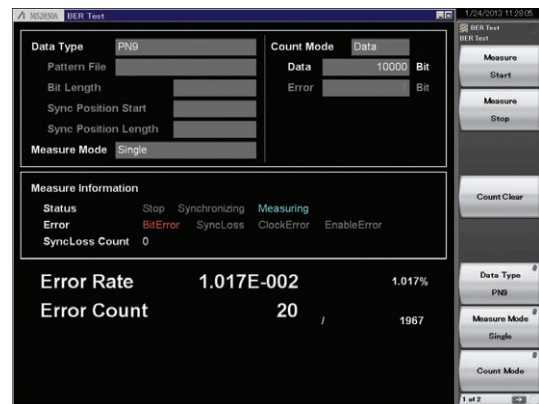 MS2850A BER Test
1/24/2013 11:28:05
BER Test
BER Test
Data Type PN9
Pattern File
Bit Length
Sync Position Start
Sync Position Length
Measure Mode Single
Count Mode Data
Data 10000 Bit
Error 1 Bit
Measure Information
Status Stop Synchronizing Measuring
Error BitError SyncLoss ClockError EnableError
SyncLoss Count 0
Error Rate 1.017E-002 1.017%
Error Count 20 / 1967
Measure
Start
Measure
Stop
Count Clear
Data Type
PN9
Measure Mode
Single
Count Mode
1 of 2